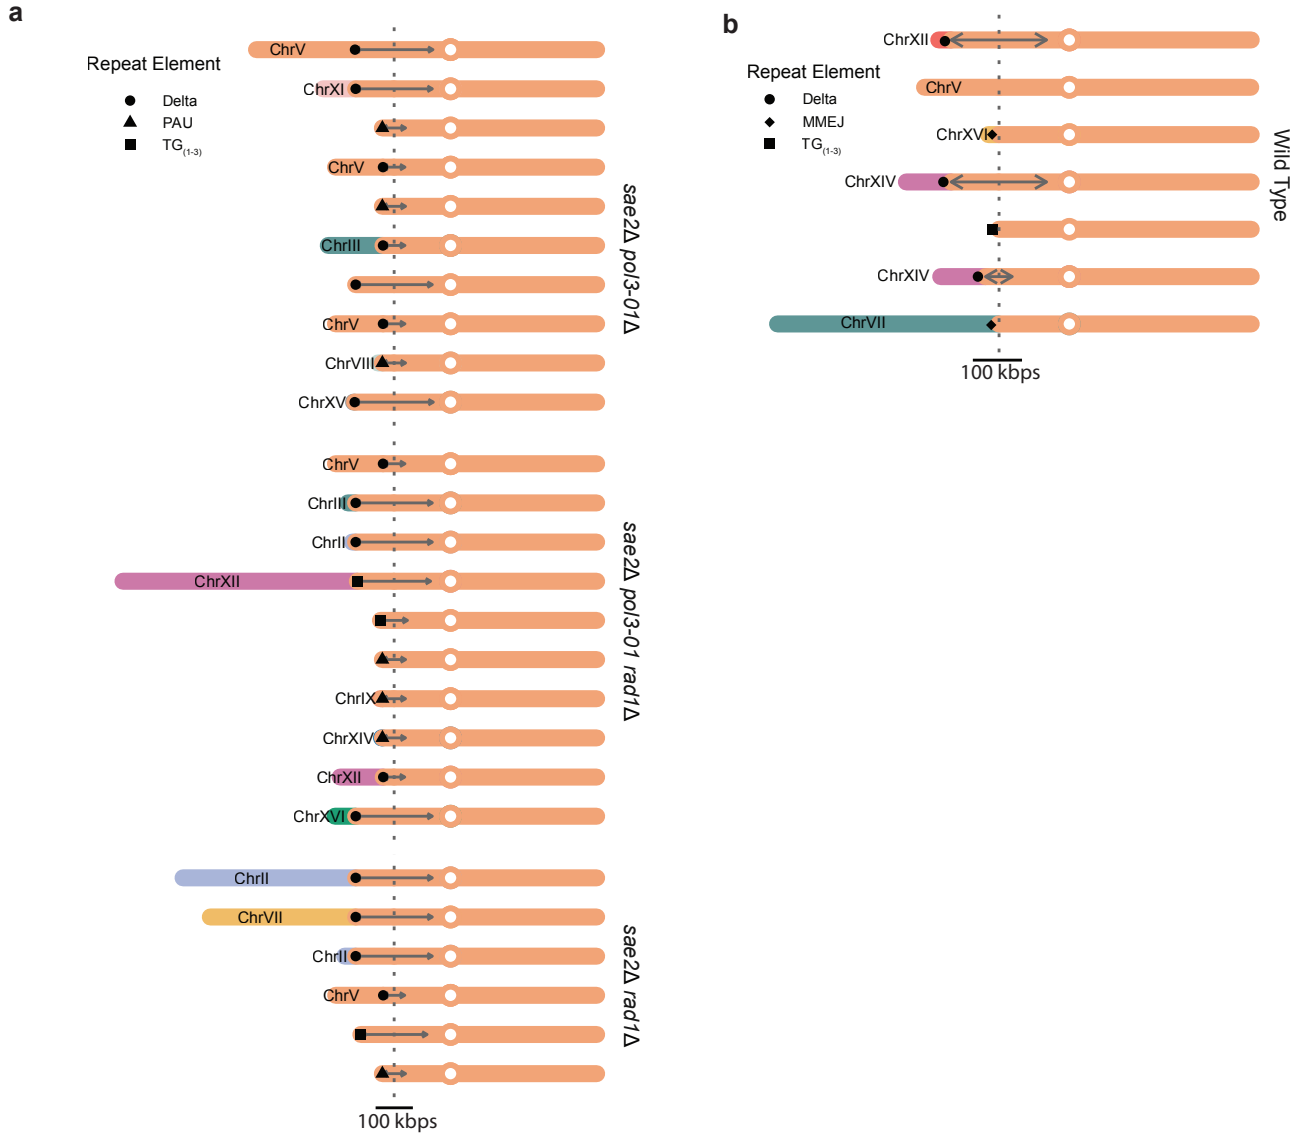 a
Repeat Element
Delta
PAU
TG(1-3)
ChrV
ChrXI
ChrV
ChrIII
ChrV
ChrVIII
ChrXV
sae2Δ pol3-01Δ
ChrV
ChrIII
ChrII
ChrXII
ChrIX
ChrXIV
ChrXII
ChrXVI
sae2Δ pol3-01 rad1Δ
ChrII
ChrVII
ChrII
ChrV
sae2Δ rad1Δ
100 kbps
b
Repeat Element
Delta
MMEJ
TG(1-3)
ChrXII
ChrV
ChrXVI
ChrXIV
ChrXIV
ChrVII
Wild Type
100 kbps